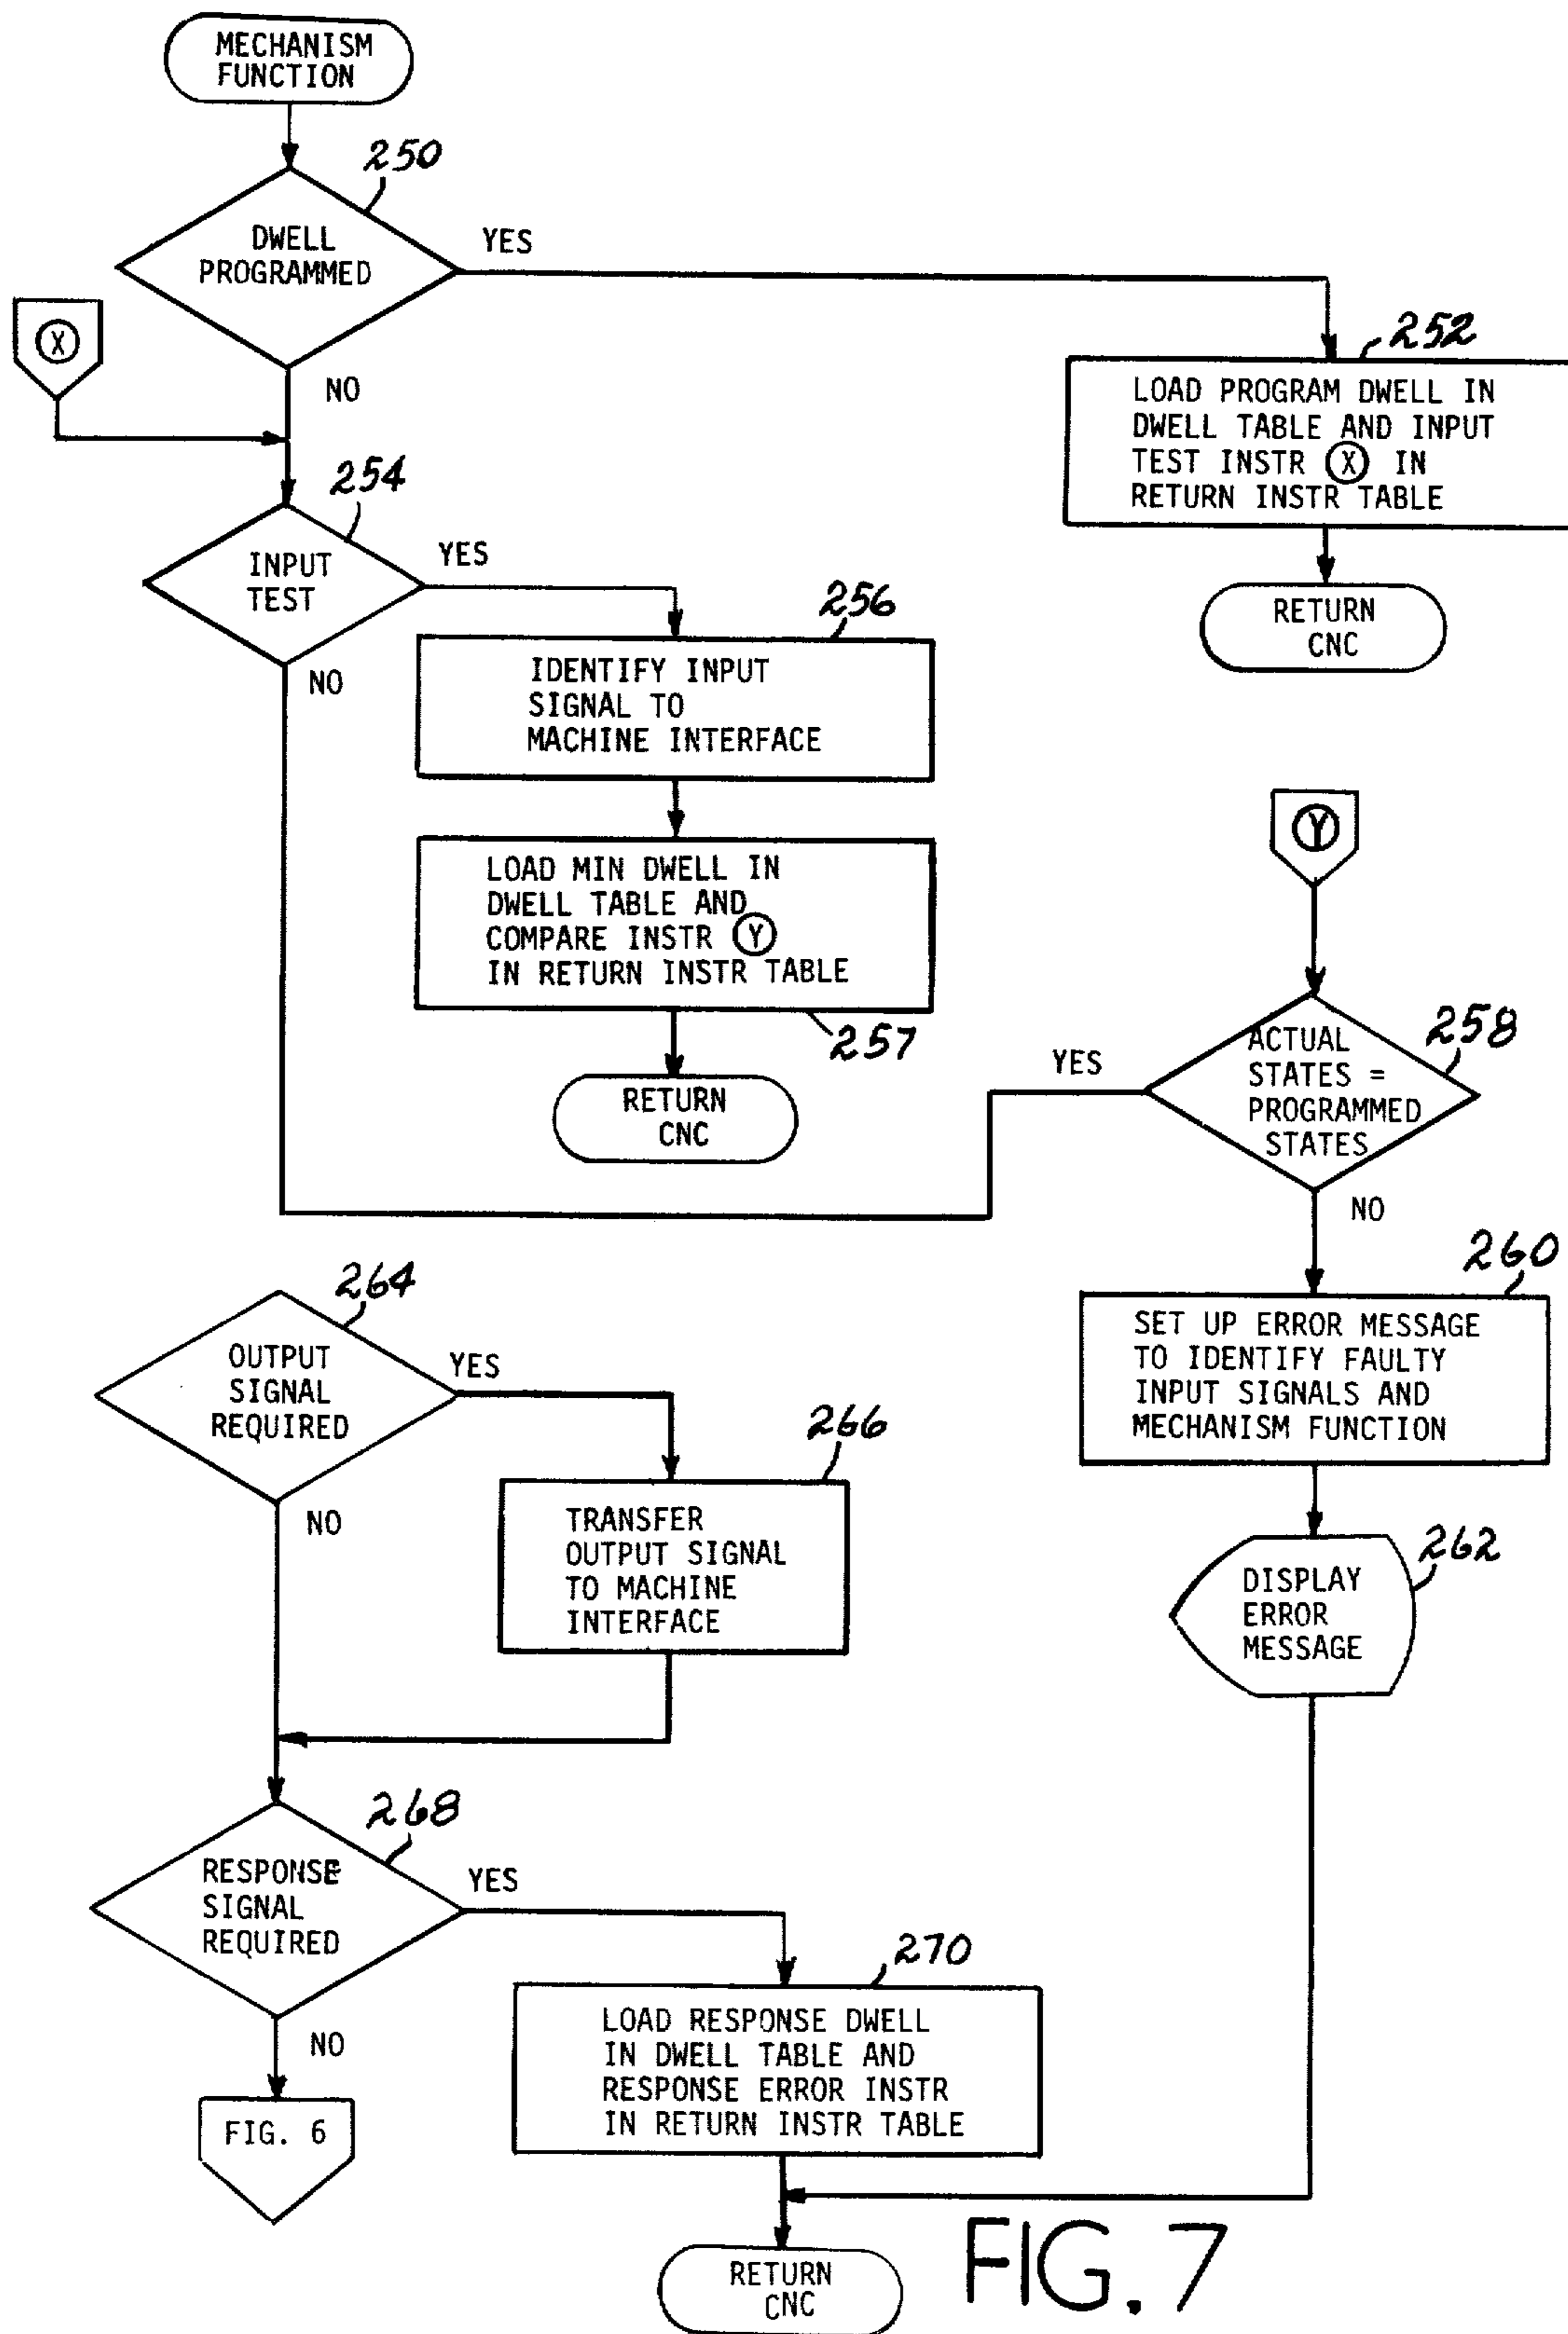 MECHANISM
FUNCTION
250
DWELL
PROGRAMMED
YES
NO
X
252
LOAD PROGRAM DWELL IN
DWELL TABLE AND INPUT
TEST INSTR X IN
RETURN INSTR TABLE
RETURN
CNC
254
INPUT
TEST
YES
NO
256
IDENTIFY INPUT
SIGNAL TO
MACHINE INTERFACE
LOAD MIN DWELL IN
DWELL TABLE AND
COMPARE INSTR Y
IN RETURN INSTR TABLE
257
RETURN
CNC
Y
258
ACTUAL
STATES =
PROGRAMMED
STATES
YES
NO
260
SET UP ERROR MESSAGE
TO IDENTIFY FAULTY
INPUT SIGNALS AND
MECHANISM FUNCTION
262
DISPLAY
ERROR
MESSAGE
264
OUTPUT
SIGNAL
REQUIRED
YES
NO
266
TRANSFER
OUTPUT SIGNAL
TO MACHINE
INTERFACE
268
RESPONSE
SIGNAL
REQUIRED
YES
NO
FIG. 6
270
LOAD RESPONSE DWELL
IN DWELL TABLE AND
RESPONSE ERROR INSTR
IN RETURN INSTR TABLE
RETURN
CNC
FIG. 7